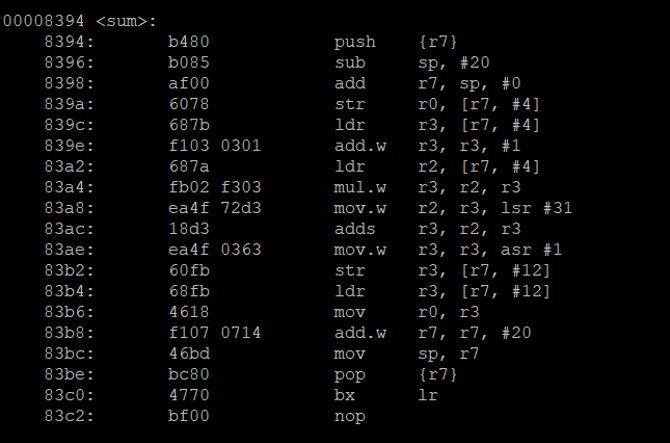 00008394 <sum>:
8394: b480 push {r7}
8396: b085 sub sp, #20
8398: af00 add r7, sp, #0
839a: 6078 str r0, [r7, #4]
839c: 687b ldr r3, [r7, #4]
839e: f103 0301 add.w r3, r3, #1
83a2: 687a ldr r2, [r7, #4]
83a4: fb02 f303 mul.w r3, r2, r3
83a8: ea4f 72d3 mov.w r2, r3, lsr #31
83ac: 18d3 adds r3, r2, r3
83ae: ea4f 0363 mov.w r3, r3, asr #1
83b2: 60fb str r3, [r7, #12]
83b4: 68fb ldr r3, [r7, #12]
83b6: 4618 mov r0, r3
83b8: f107 0714 add.w r7, r7, #20
83bc: 46bd mov sp, r7
83be: bc80 pop {r7}
83c0: 4770 bx lr
83c2: bf00 nop